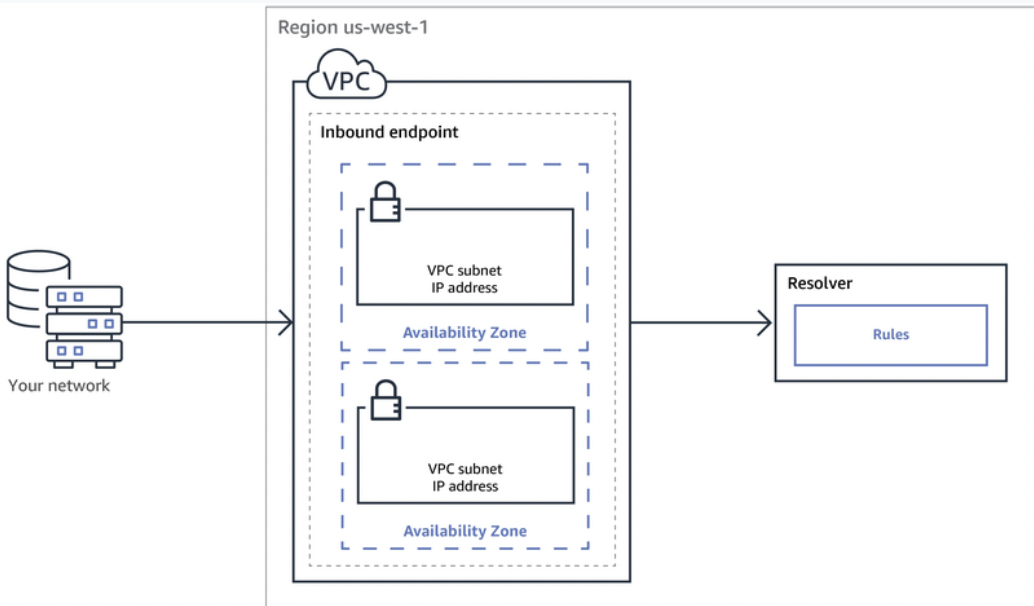 Region us-west-1
VPC
Inbound endpoint
VPC subnet
IP address
Availability Zone
VPC subnet
IP address
Availability Zone
Your network
Resolver
Rules